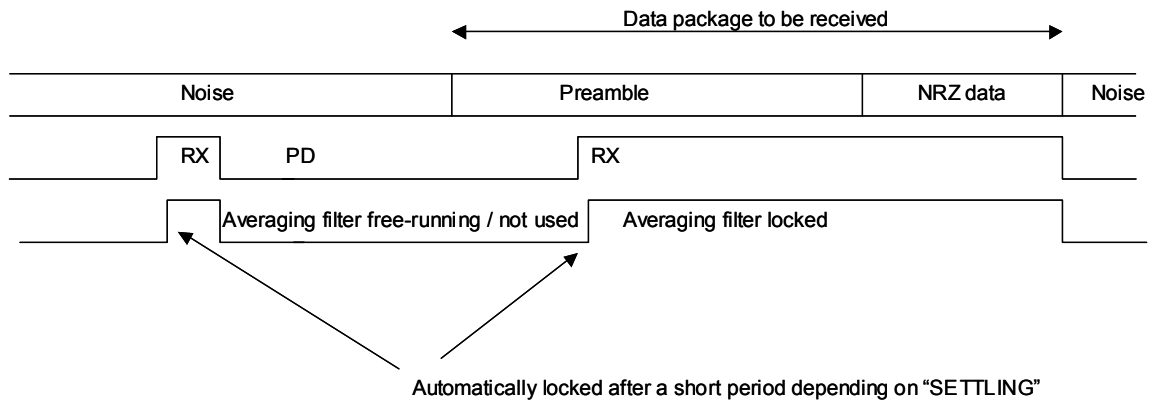 Data package to be received
Noise
Preamble
NRZ data
Noise
RX
PD
RX
Averaging filter free-running / not used
Averaging filter locked
Automatically locked after a short period depending on “SETTLING”